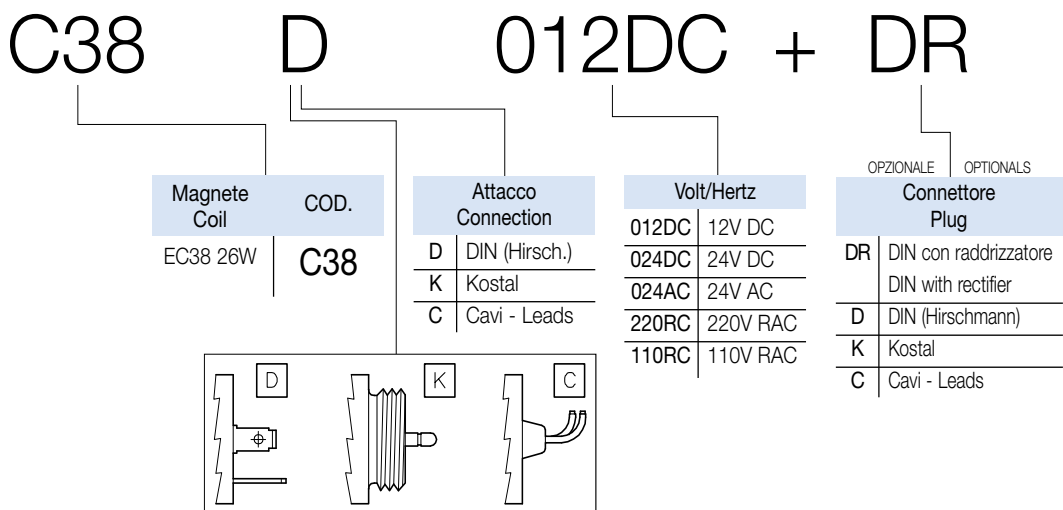 C38 D 012DC + DR
OPZIONALE OPTIONALS
Magnete
Coil
COD.
EC38 26W
C38
Attacco
Connection
D DIN (Hirsch.)
K Kostal
C Cavi - Leads
Volt/Hertz
012DC 12V DC
024DC 24V DC
024AC 24V AC
220RC 220V RAC
110RC 110V RAC
Connettore
Plug
DR DIN con raddrizzatore
DIN with rectifier
D DIN (Hirschmann)
K Kostal
C Cavi - Leads
D
K
C